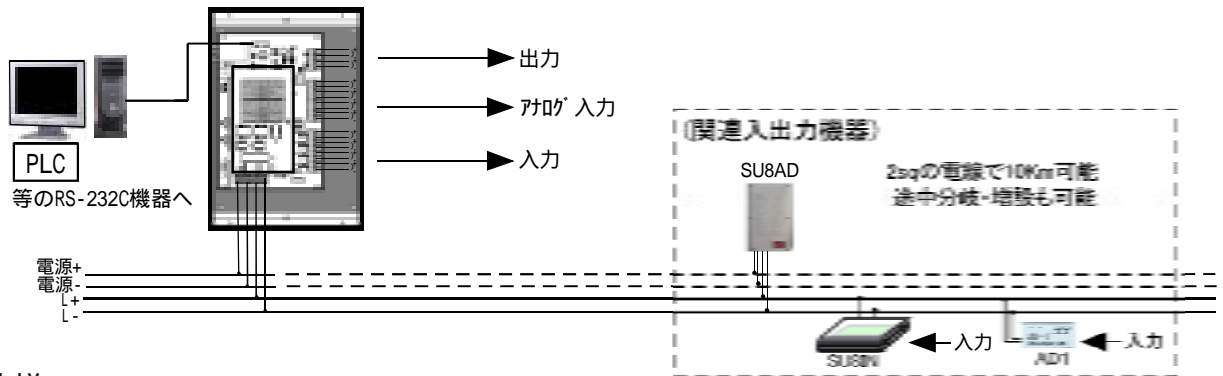 出力
アナログ入力
入力
PLC
等のRS-232C機器へ
(関連入出力機器)
SU8AD
2sqの電線で10Km可能
途中分岐・増設も可能
電源+
電源-
L+
L-
入力
入力
SU8IN
AD1